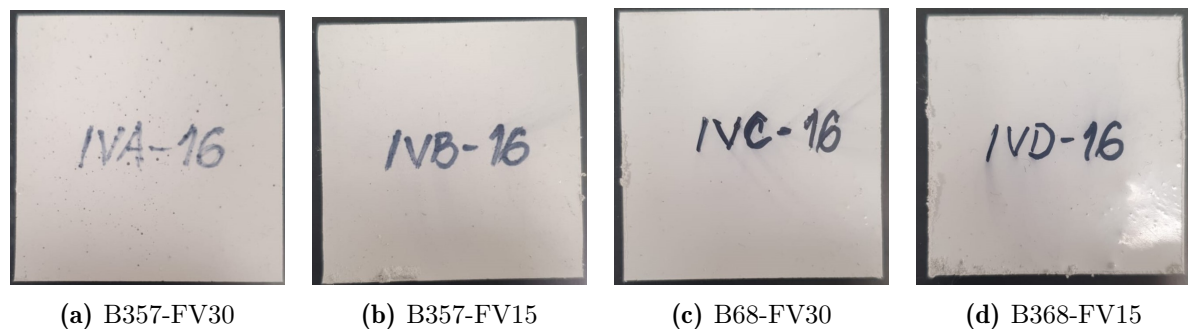 IVA-16
IVB-16
IVC-16
IVD-16
(a) B357-FV30
(b) B357-FV15
(c) B68-FV30
(d) B368-FV15